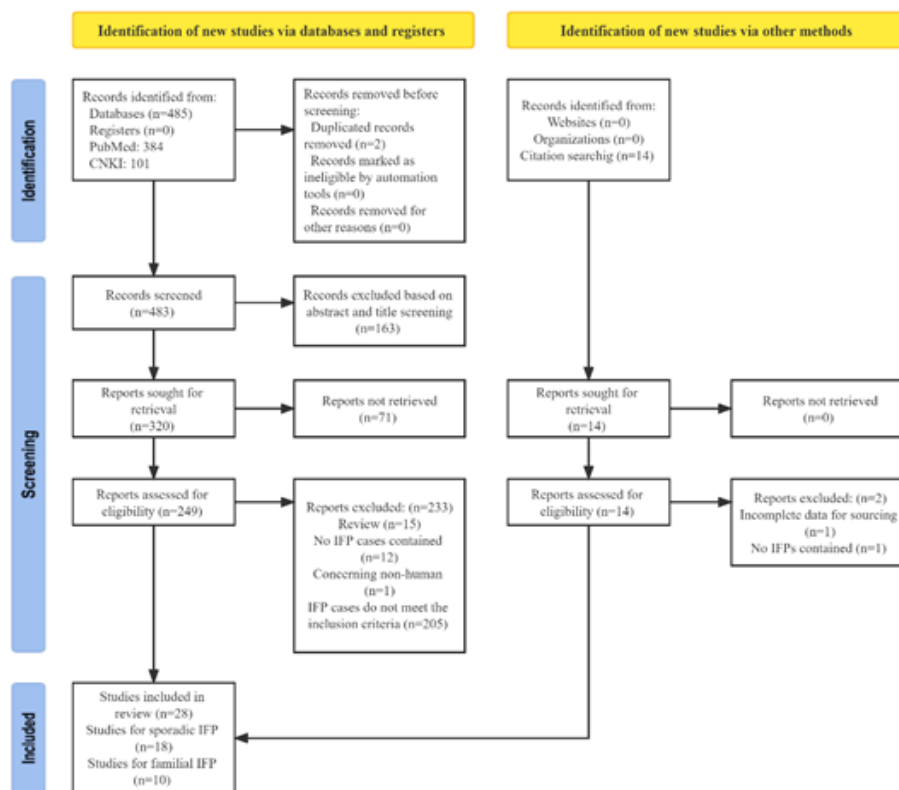 Identification of new studies via databases and registers
Identification of new studies via other methods
Identification
Records identified from:
Databases (n=485)
Registers (n=0)
PubMed: 384
CNKI: 101
Records removed before
screening:
Duplicated records
removed (n=2)
Records marked as
ineligible by automation
tools (n=0)
Records removed for
other reasons (n=0)
Records identified from:
Websites (n=0)
Organizations (n=0)
Citation searchig (n=14)
Screening
Records screened
(n=483)
Records excluded based on
abstract and title screening
(n=163)
Reports sought for
retrieval
(n=320)
Reports not retrieved
(n=71)
Reports sought for
retrieval
(n=14)
Reports not retrieved
(n=0)
Reports assessed for
eligibility (n=249)
Reports excluded: (n=233)
Review (n=15)
No IFP cases contained
(n=12)
Concerning non-human
(n=1)
IFP cases do not meet the
inclusion criteria (n=205)
Reports assessed for
eligibility (n=14)
Reports excluded: (n=2)
Incomplete data for sourcing
(n=1)
No IFPs contained (n=1)
Included
Studies included in
review (n=28)
Studies for sporadic IFP
(n=18)
Studies for familial IFP
(n=10)